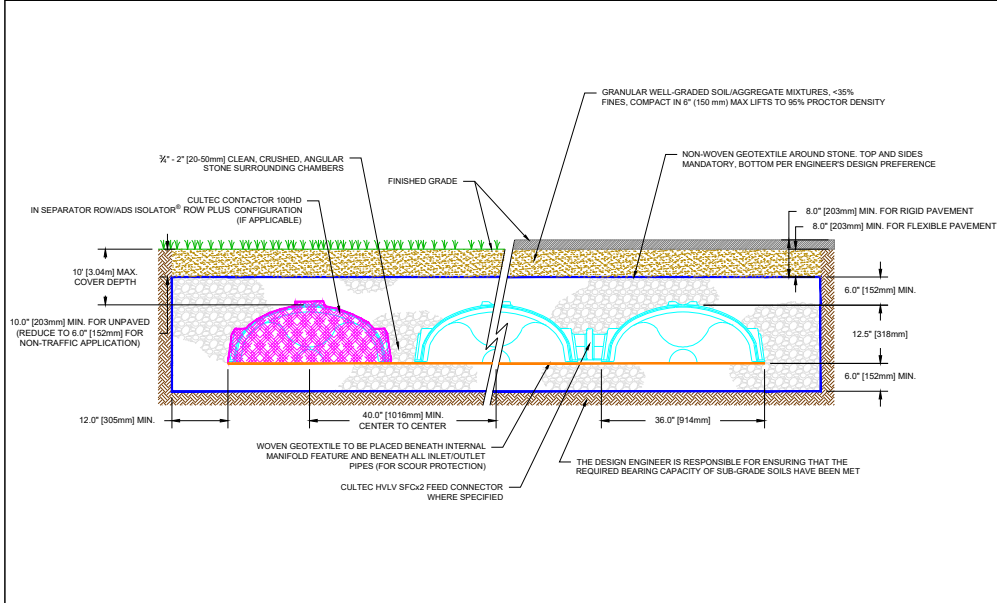 GRANULAR WELL-GRADED SOIL/AGGREGATE MIXTURES, <35%
FINES, COMPACT IN 6" (150 mm) MAX LIFTS TO 95% PROCTOR DENSITY
¾" - 2" [20-50mm] CLEAN, CRUSHED, ANGULAR
STONE SURROUNDING CHAMBERS
NON-WOVEN GEOTEXTILE AROUND STONE. TOP AND SIDES
MANDATORY, BOTTOM PER ENGINEER'S DESIGN PREFERENCE
FINISHED GRADE
CULTEC CONTACTOR 100HD
IN SEPARATOR ROW/ADS ISOLATOR® ROW PLUS CONFIGURATION
(IF APPLICABLE)
8.0" [203mm] MIN. FOR RIGID PAVEMENT
8.0" [203mm] MIN. FOR FLEXIBLE PAVEMENT
10' [3.04m] MAX.
COVER DEPTH
6.0" [152mm] MIN.
10.0" [203mm] MIN. FOR UNPAVED
(REDUCE TO 6.0" [152mm] FOR
NON-TRAFFIC APPLICATION)
12.5" [318mm]
6.0" [152mm] MIN.
12.0" [305mm] MIN.
40.0" [1016mm] MIN.
CENTER TO CENTER
36.0" [914mm]
WOVEN GEOTEXTILE TO BE PLACED BENEATH INTERNAL
MANIFOLD FEATURE AND BENEATH ALL INLET/OUTLET
PIPES (FOR SCOUR PROTECTION)
THE DESIGN ENGINEER IS RESPONSIBLE FOR ENSURING THAT THE
REQUIRED BEARING CAPACITY OF SUB-GRADE SOILS HAVE BEEN MET
CULTEC HVLV SFCx2 FEED CONNECTOR
WHERE SPECIFIED